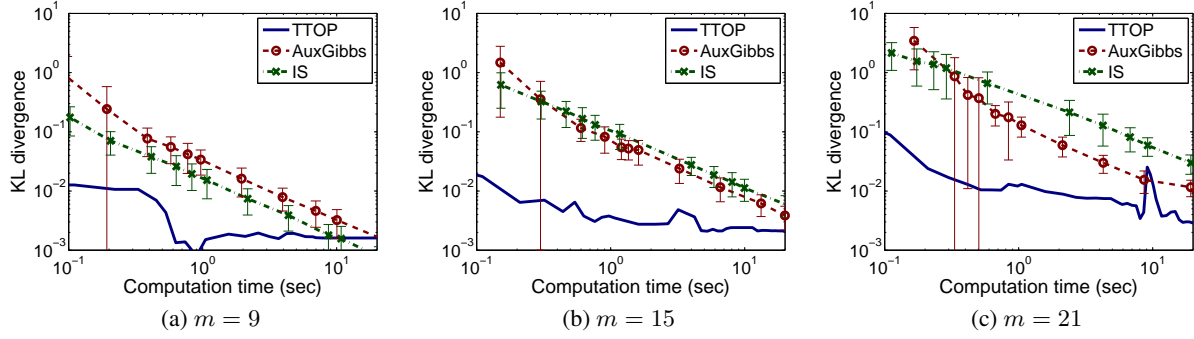 10^1
10^0
10^-1
10^-2
10^-3
KL divergence
TTOP
AuxGibbs
IS
10^-1 10^0 10^1
Computation time (sec)
(a) m = 9
10^1
10^0
10^-1
10^-2
10^-3
KL divergence
TTOP
AuxGibbs
IS
10^-1 10^0 10^1
Computation time (sec)
(b) m = 15
10^1
10^0
10^-1
10^-2
10^-3
KL divergence
TTOP
AuxGibbs
IS
10^-1 10^0 10^1
Computation time (sec)
(c) m = 21